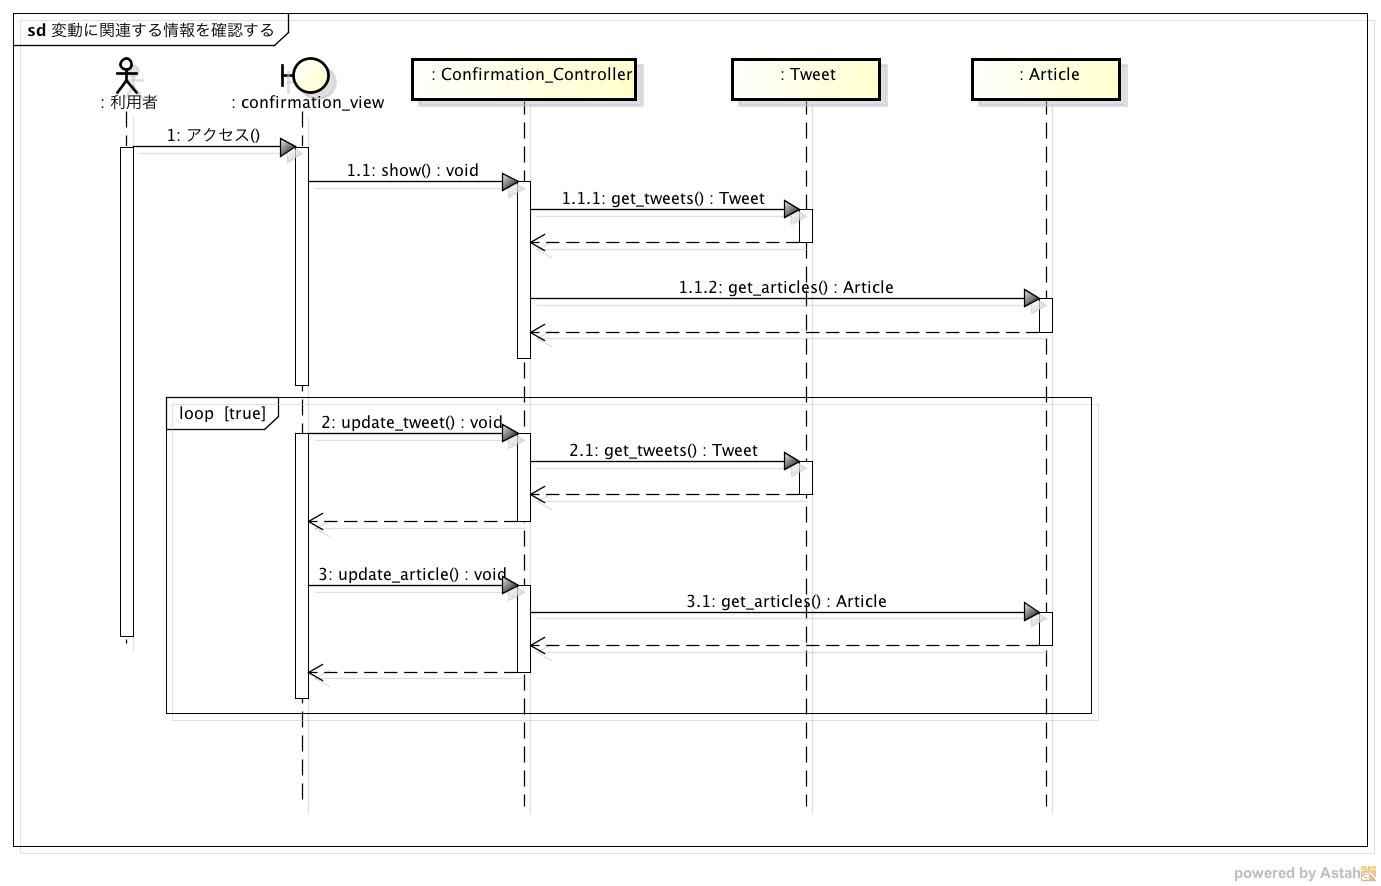 sd 変動に関連する情報を確認する
: 利用者
: confirmation_view
: Confirmation_Controller
: Tweet
: Article
1: アクセス()
1.1: show() : void
1.1.1: get_tweets() : Tweet
1.1.2: get_articles() : Article
loop [true]
2: update_tweet() : void
2.1: get_tweets() : Tweet
3: update_article() : void
3.1: get_articles() : Article
powered by Astah